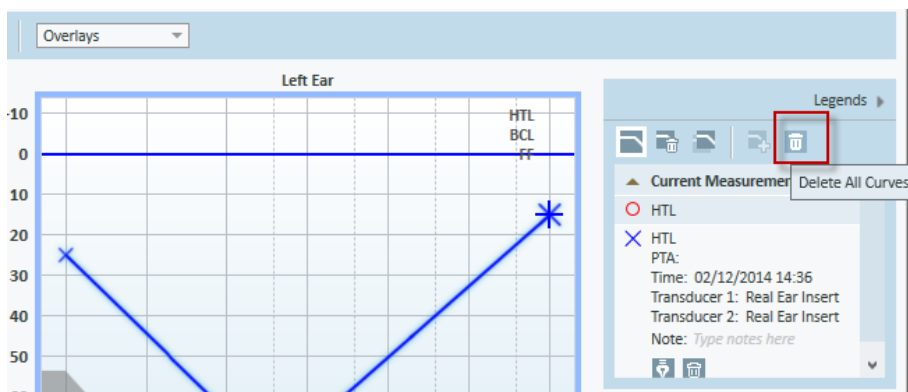 Overlays
Left Ear
Legends
-10
HTL
BCL
FF
0
10
20
30
40
50
Current Measuremen
Delete All Curves
HTL
HTL
PTA:
Time: 02/12/2014 14:36
Transducer 1: Real Ear Insert
Transducer 2: Real Ear Insert
Note: Type notes here